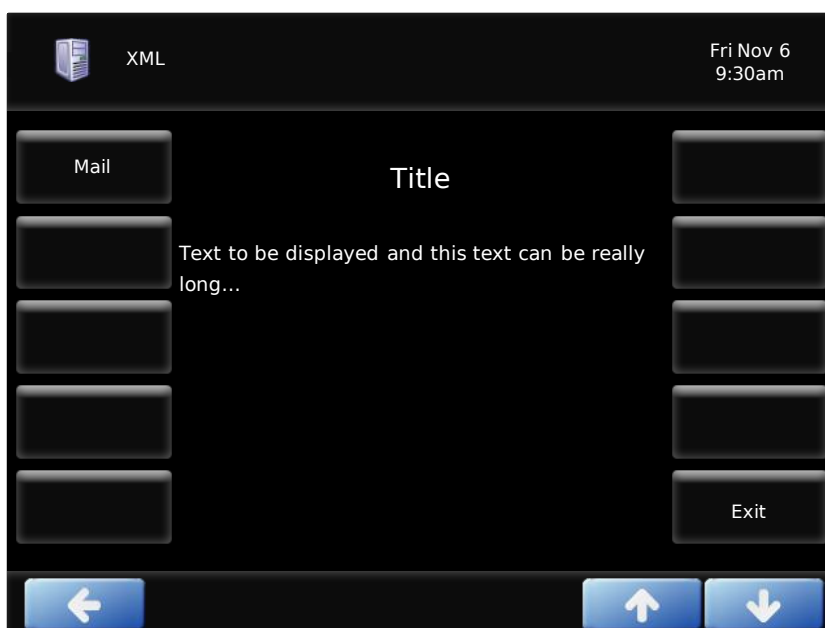 XML
Fri Nov 6
9:30am
Mail
Title
Text to be displayed and this text can be really
long...
Exit